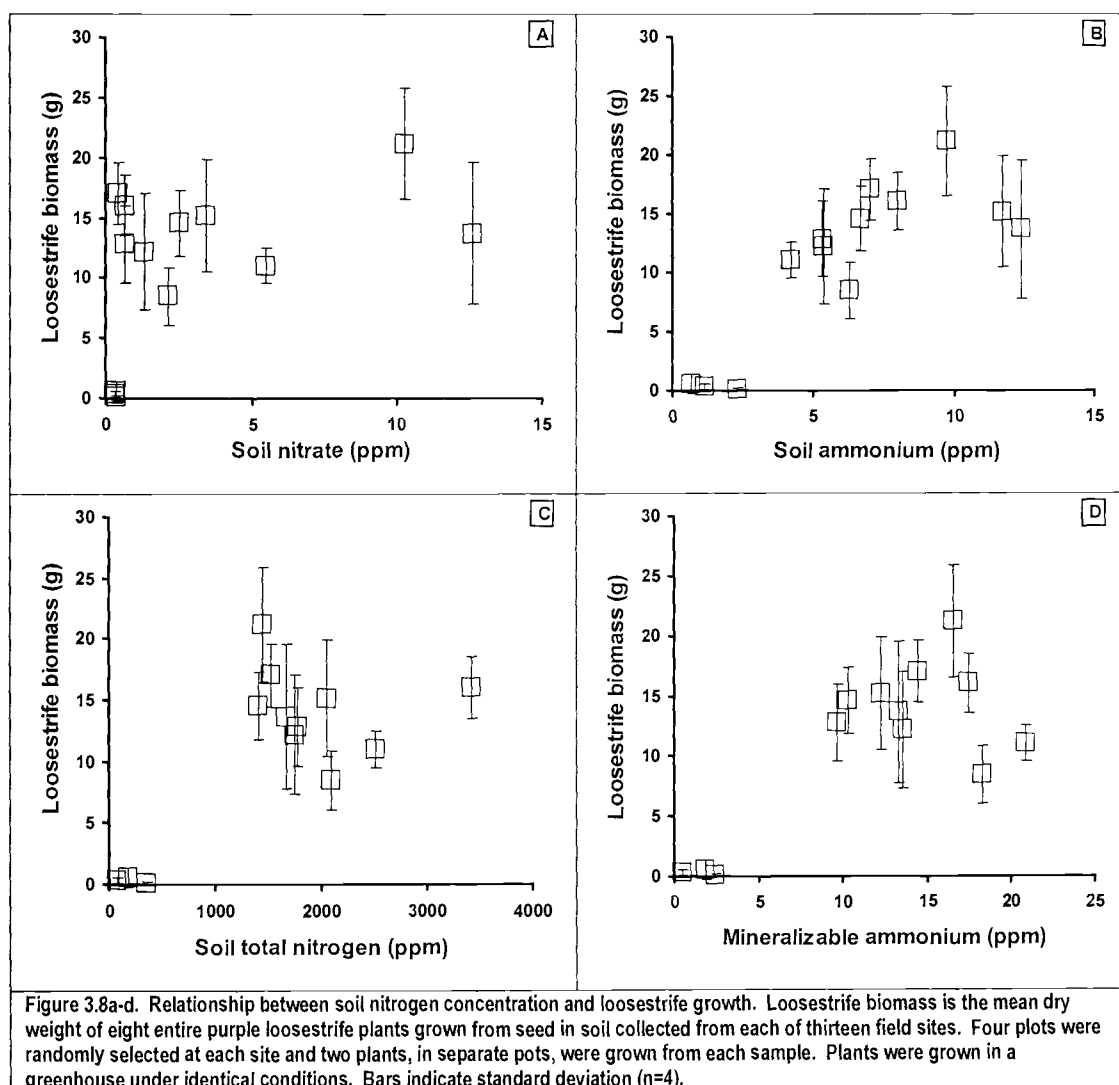 A
Loosestrife biomass (g)
30
25
20
15
10
5
0
0 5 10 15
Soil nitrate (ppm)
B
Loosestrife biomass (g)
30
25
20
15
10
5
0
0 5 10 15
Soil ammonium (ppm)
C
Loosestrife biomass (g)
30
25
20
15
10
5
0
0 1000 2000 3000 4000
Soil total nitrogen (ppm)
D
Loosestrife biomass (g)
30
25
20
15
10
5
0
0 5 10 15 20 25
Mineralizable ammonium (ppm)
Figure 3.8a-d. Relationship between soil nitrogen concentration and loosestrife growth. Loosestrife biomass is the mean dry
weight of eight entire purple loosestrife plants grown from seed in soil collected from each of thirteen field sites. Four plots were
randomly selected at each site and two plants, in separate pots, were grown from each sample. Plants were grown in a
greenhouse under identical conditions. Bars indicate standard deviation (n=4).